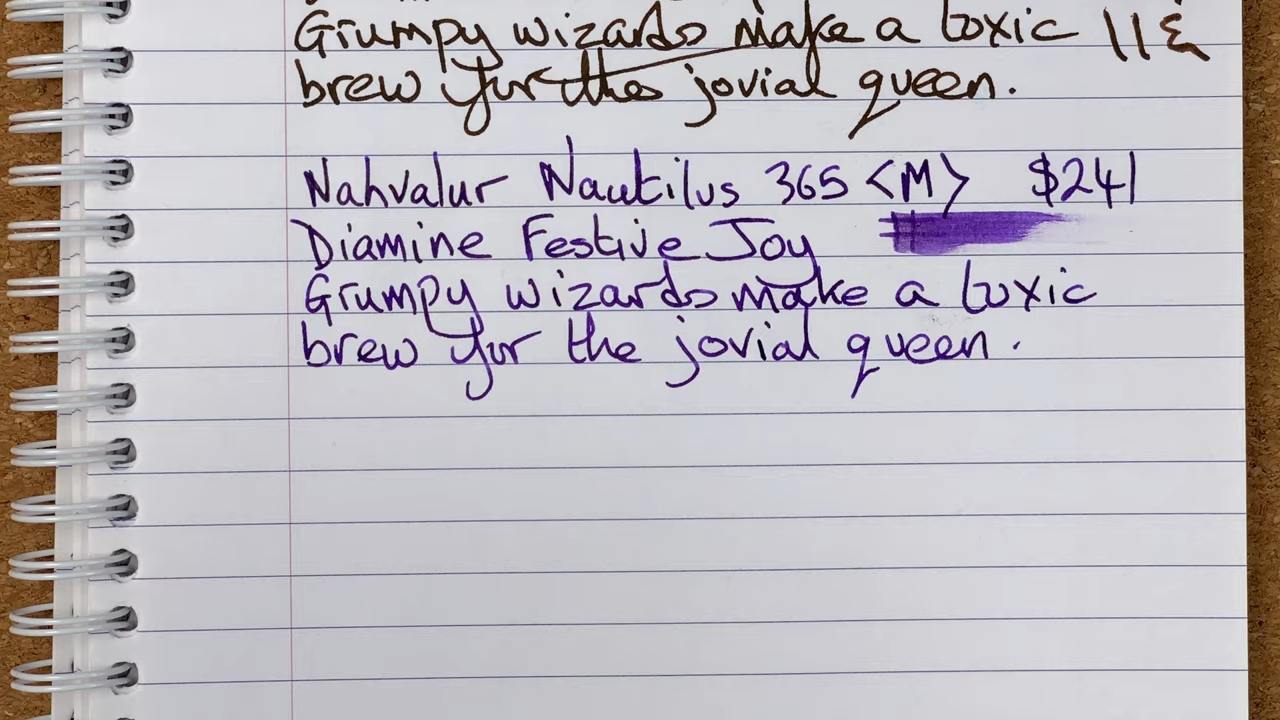 Grumpy wizards make a toxic
brew for the jovial queen.
Nahvalur Nautilus 365 <M> $241
Diamine Festive Joy
Grumpy wizards make a toxic
brew for the jovial queen.